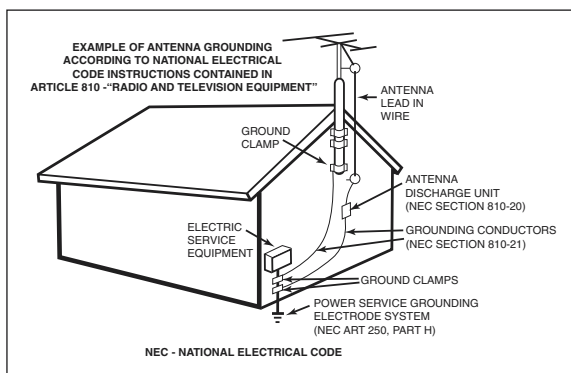 EXAMPLE OF ANTENNA GROUNDING
ACCORDING TO NATIONAL ELECTRICAL
CODE INSTRUCTIONS CONTAINED IN
ARTICLE 810 -“RADIO AND TELEVISION EQUIPMENT”
ANTENNA
LEAD IN
WIRE
GROUND
CLAMP
ANTENNA
DISCHARGE UNIT
(NEC SECTION 810-20)
ELECTRIC
SERVICE
EQUIPMENT
GROUNDING CONDUCTORS
(NEC SECTION 810-21)
GROUND CLAMPS
POWER SERVICE GROUNDING
ELECTRODE SYSTEM
(NEC ART 250, PART H)
NEC - NATIONAL ELECTRICAL CODE